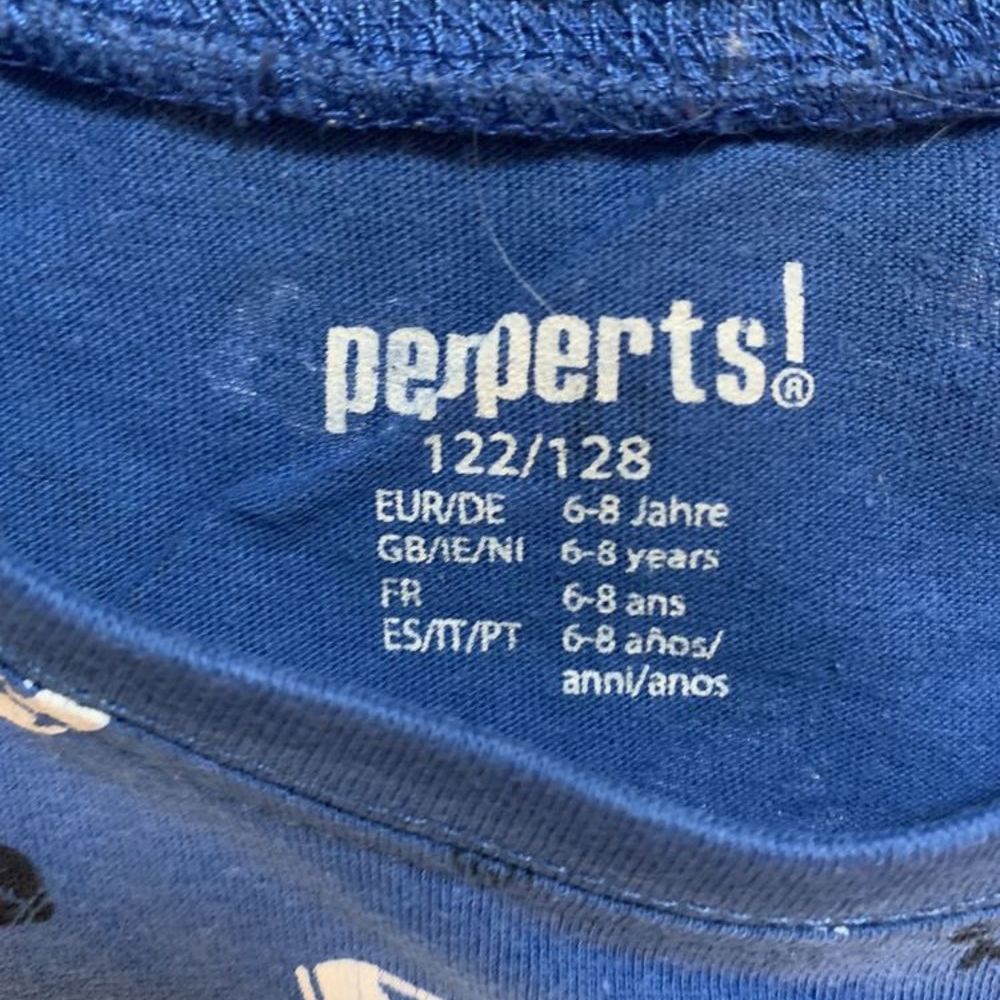 pepperts!®
122/128
EUR/DE 6-8 Jahre
GB/IE/NI 6-8 years
FR 6-8 ans
ES/IT/PT 6-8 años/
anni/anos